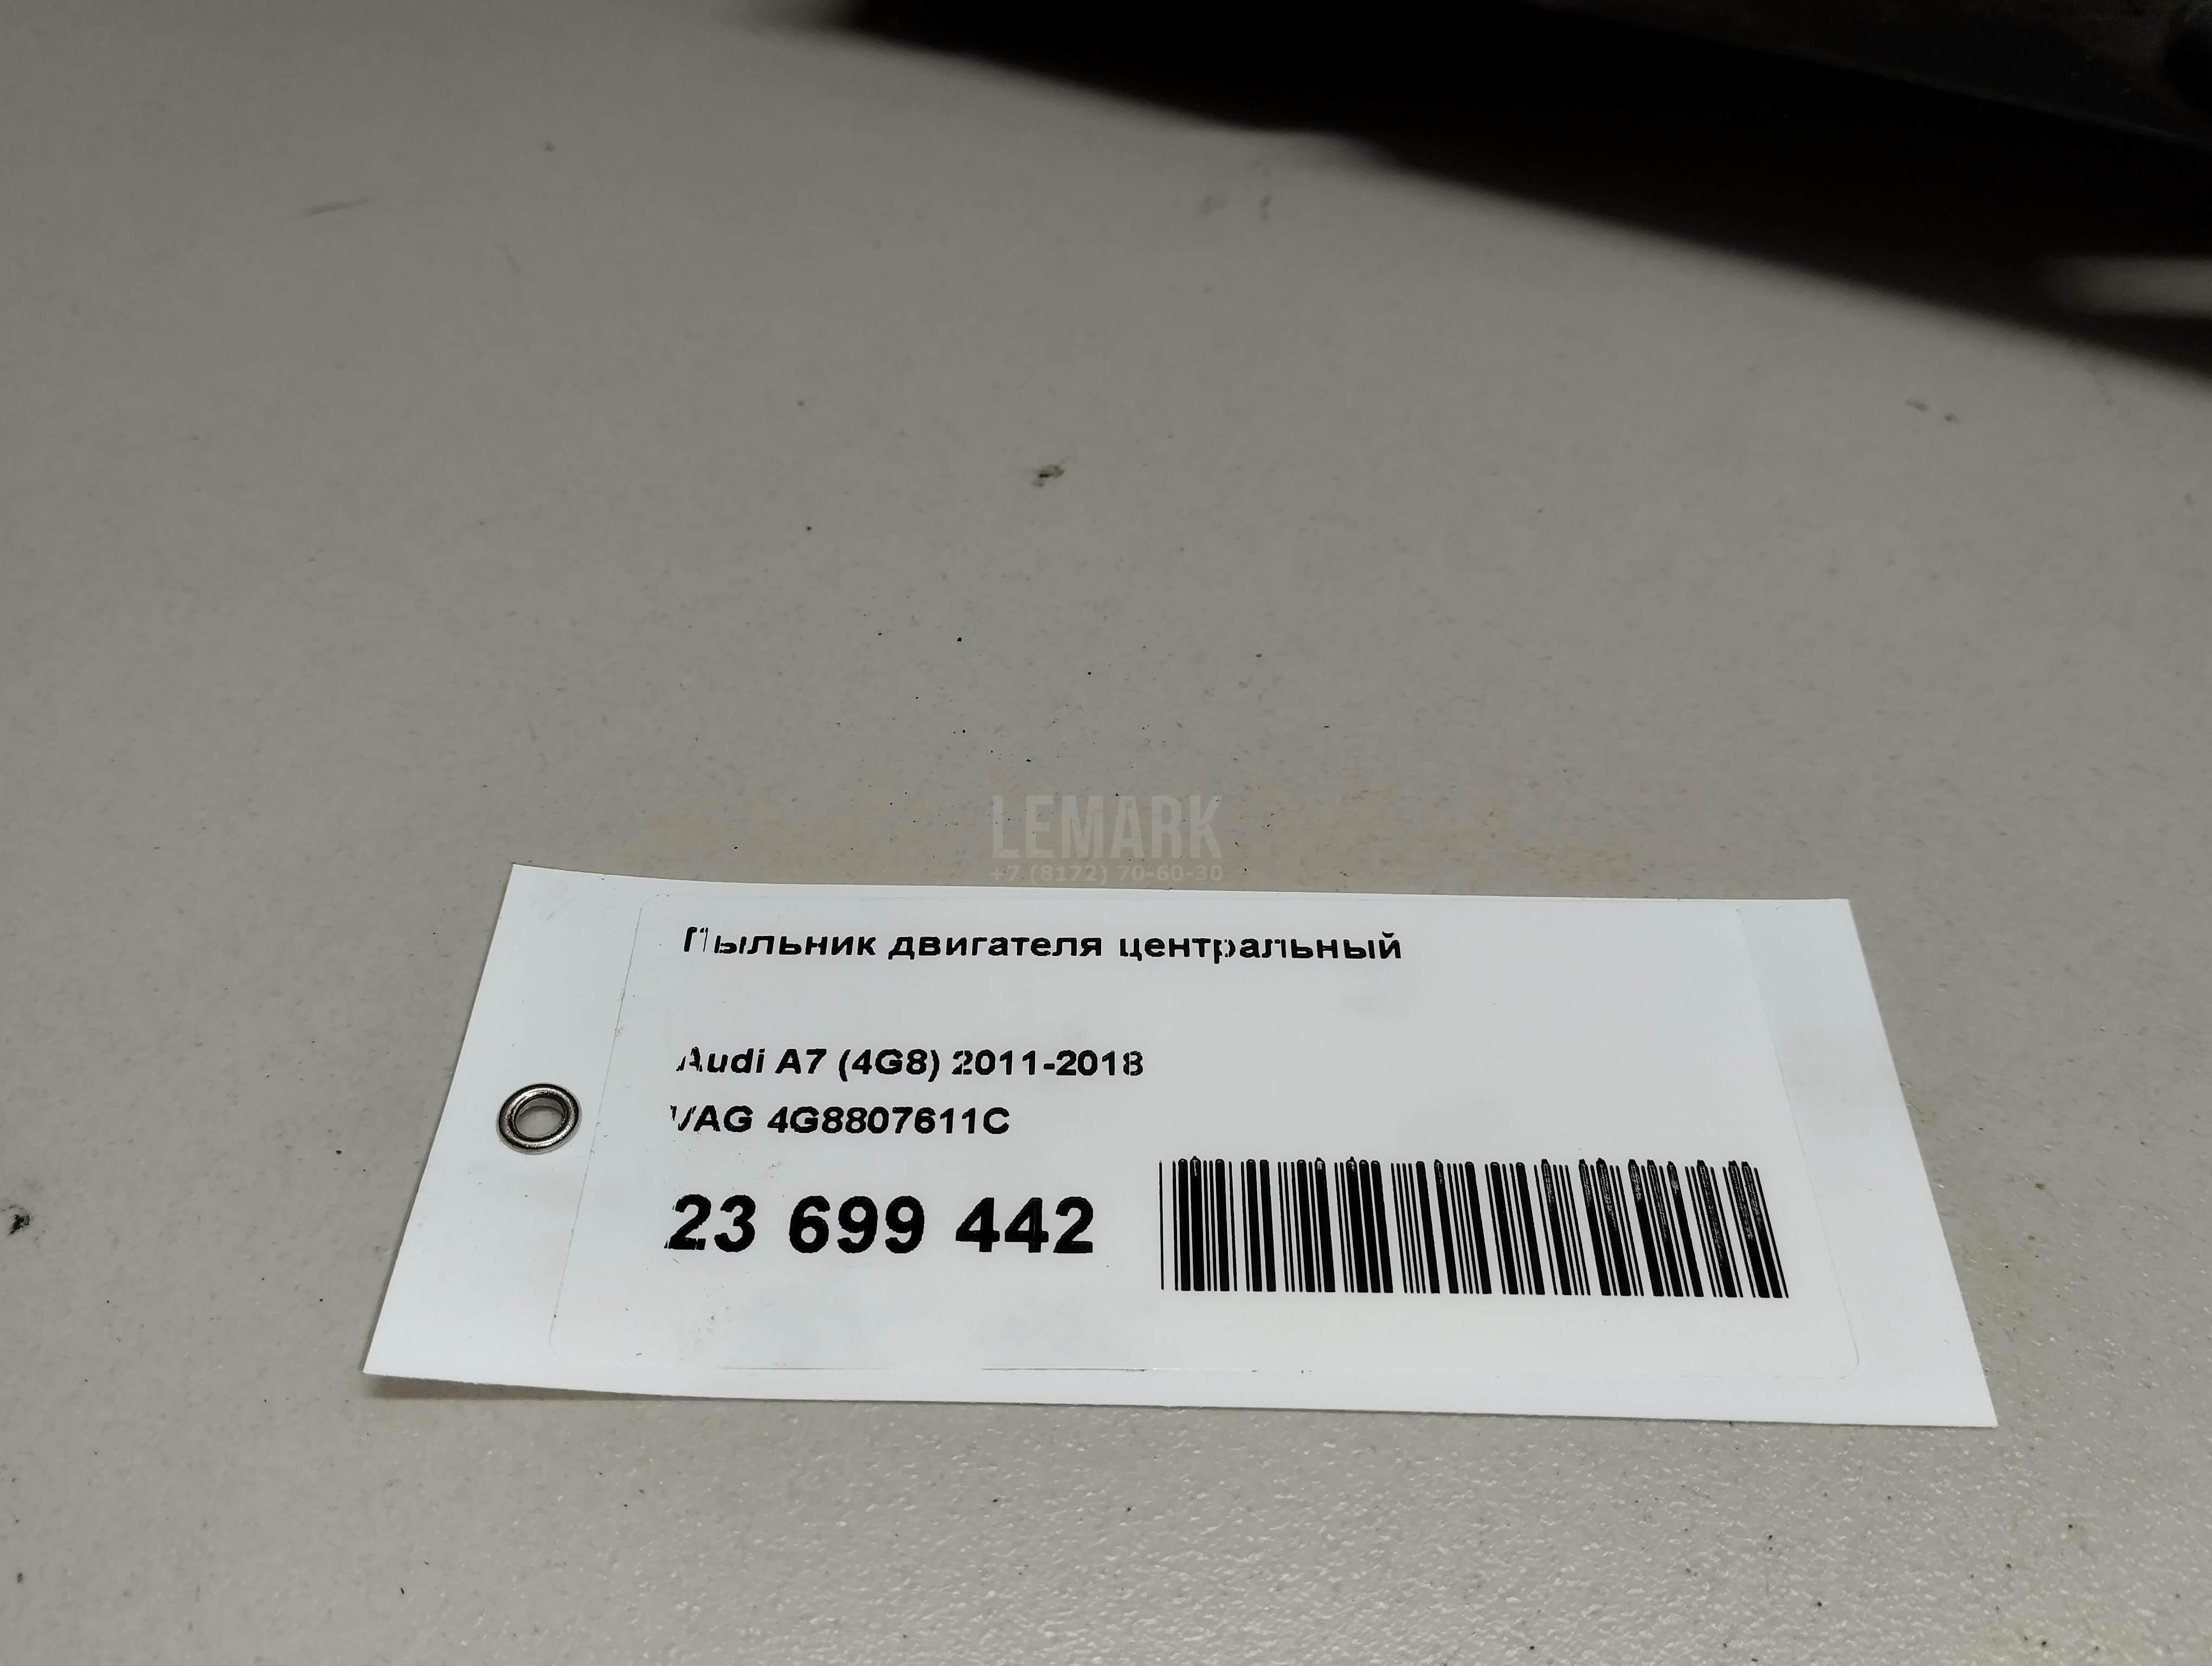 LEMARK
+7 (8172) 70-60-30
Пыльник двигателя центральный
Audi A7 (4G8) 2011-2018
VAG 4G8807611C
23 699 442